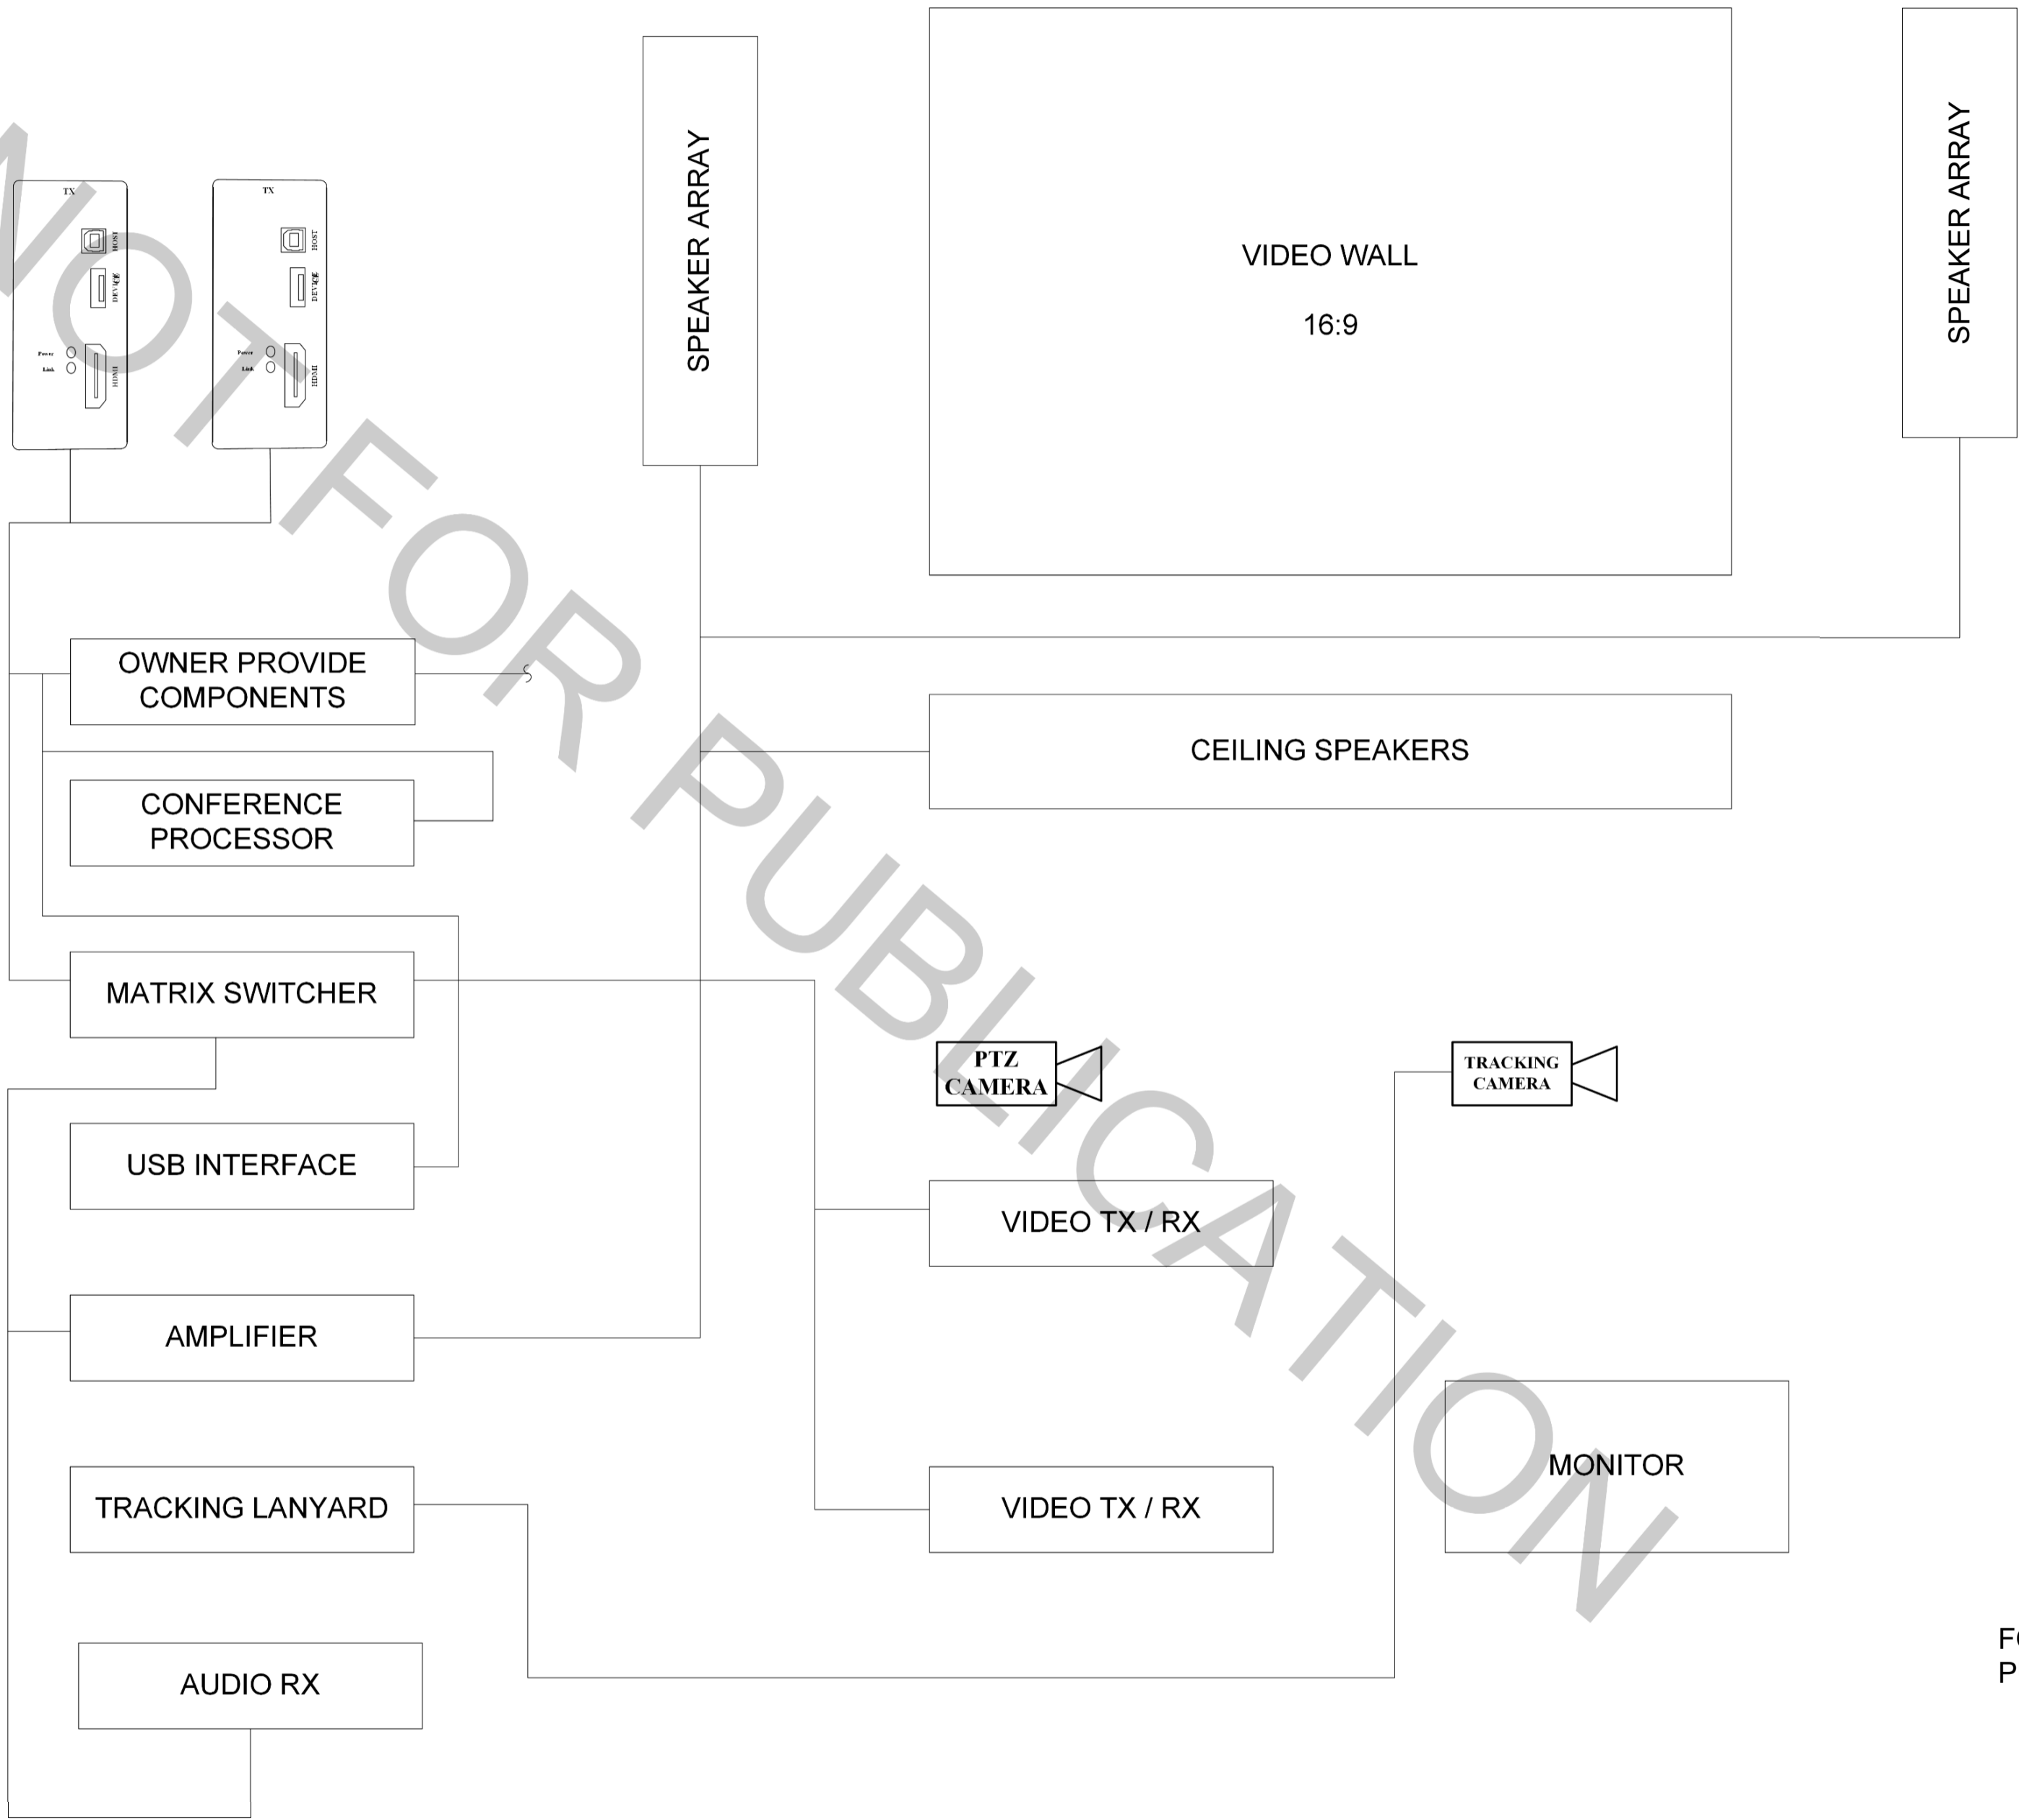 TX
HOST
DEVICE
Power
Link
HDMI
TX
HOST
DEVICE
Power
Link
HDMI
SPEAKER ARRAY
VIDEO WALL
16:9
SPEAKER ARRAY
OWNER PROVIDE
COMPONENTS
CEILING SPEAKERS
CONFERENCE
PROCESSOR
MATRIX SWITCHER
PTZ
CAMERA
TRACKING
CAMERA
USB INTERFACE
VIDEO TX / RX
AMPLIFIER
MONITOR
TRACKING LANYARD
VIDEO TX / RX
AUDIO RX
NOT FOR PUBLICATION